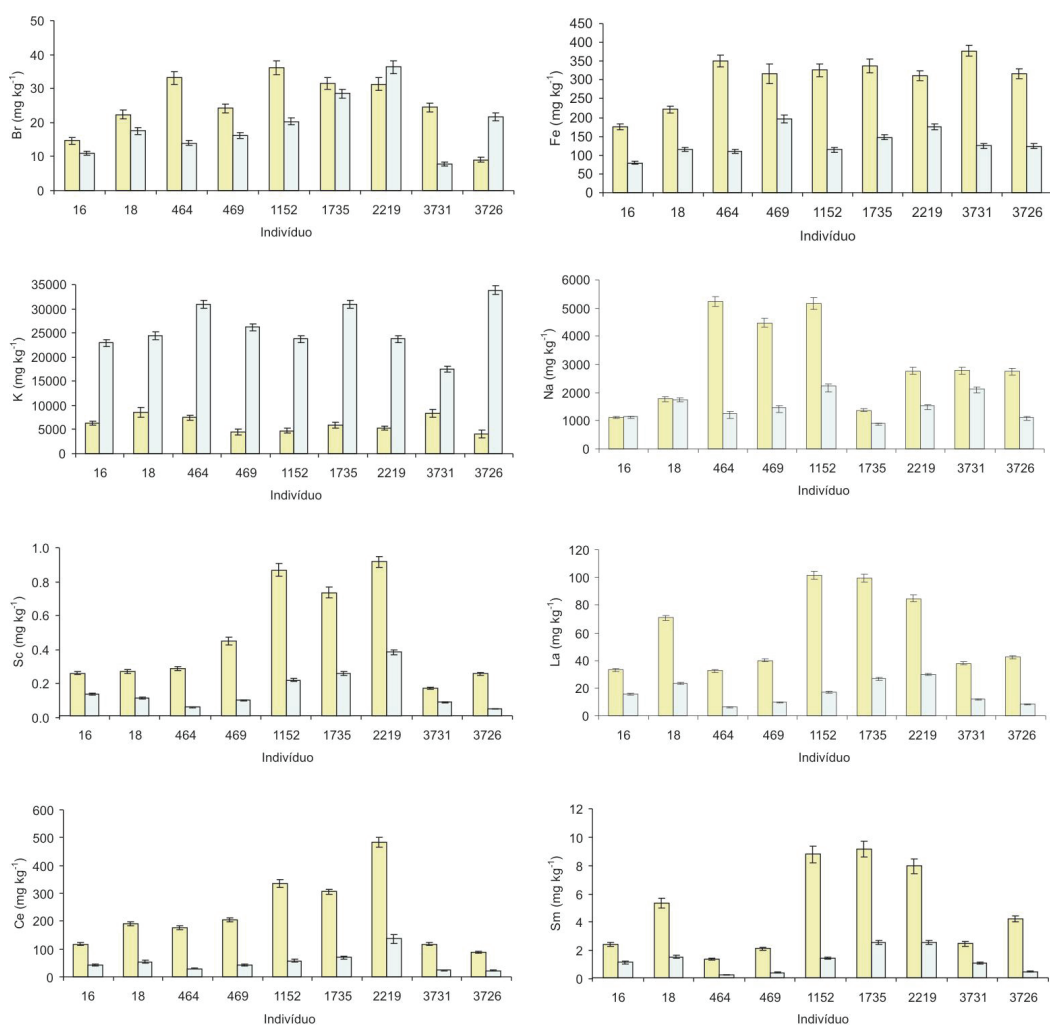 Br (mg kg-1)
50
40
30
20
10
0
16 18 464 469 1152 1735 2219 3731 3726
Indivíduo
Fe (mg kg-1)
450
400
350
300
250
200
150
100
50
0
16 18 464 469 1152 1735 2219 3731 3726
Indivíduo
K (mg kg-1)
35000
30000
25000
20000
15000
10000
5000
0
16 18 464 469 1152 1735 2219 3731 3726
Indivíduo
Na (mg kg-1)
6000
5000
4000
3000
2000
1000
0
16 18 464 469 1152 1735 2219 3731 3726
Indivíduo
Sc (mg kg-1)
1.0
0.8
0.6
0.4
0.2
0.0
16 18 464 469 1152 1735 2219 3731 3726
Indivíduo
La (mg kg-1)
120
100
80
60
40
20
0
16 18 464 469 1152 1735 2219 3731 3726
Indivíduo
Ce (mg kg-1)
600
500
400
300
200
100
0
16 18 464 469 1152 1735 2219 3731 3726
Indivíduo
Sm (mg kg-1)
12
10
8
6
4
2
0
16 18 464 469 1152 1735 2219 3731 3726
Indivíduo